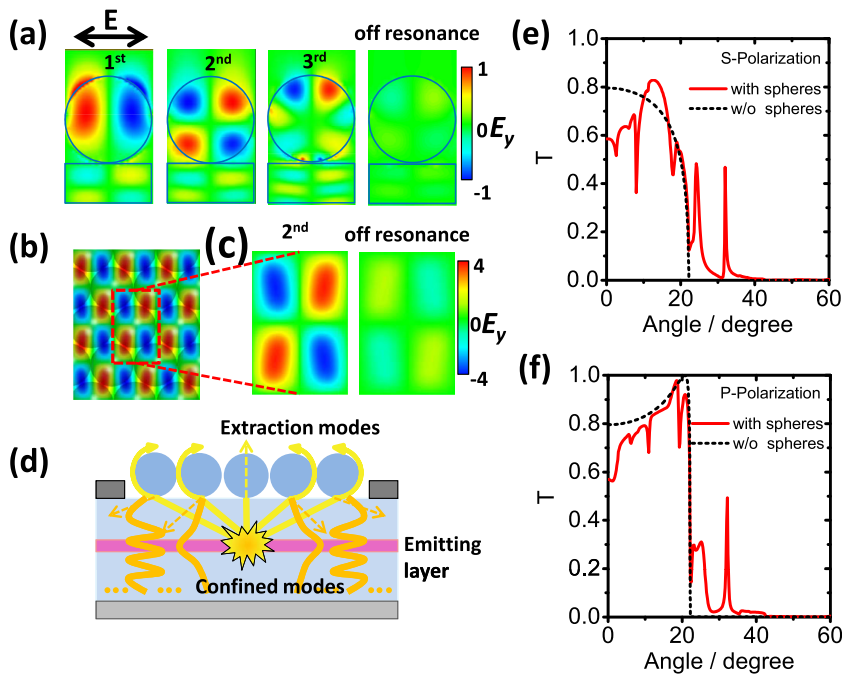 (a)
E
off resonance
1st
2nd
3rd
1
0
Ey
-1
(b)
(c)
2nd
off resonance
4
0
Ey
-4
(d)
Extraction modes
Emitting
layer
Confined modes
(e)
1.0
0.8
0.6
0.4
0.2
0.0
T
S-Polarization
with spheres
w/o spheres
0
20
40
60
Angle / degree
(f)
1.0
0.8
0.6
0.4
0.2
0.0
T
P-Polarization
with spheres
w/o spheres
0
20
40
60
Angle / degree